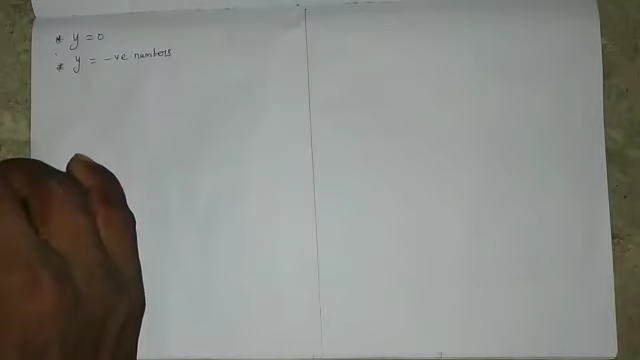 * y = 0
* y = -ve numbers